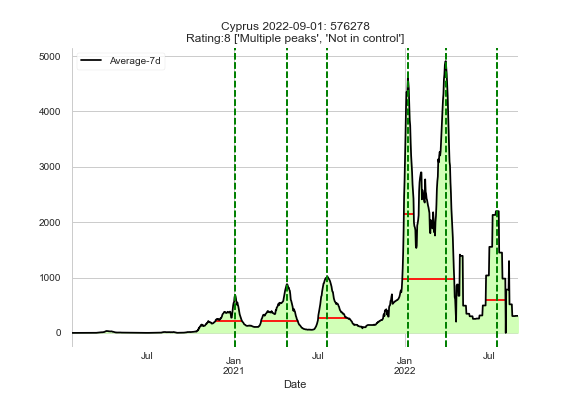 Cyprus 2022-09-01: 576278
Rating:8 ['Multiple peaks', 'Not in control']
Average-7d
5000
4000
3000
2000
1000
0
Jul
Jan
2021
Jul
Jan
2022
Jul
Date